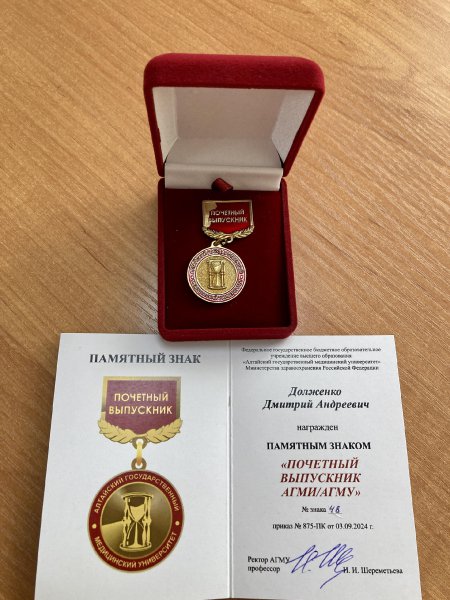 ПОЧЕТНЫЙ
ВЫПУСКНИК
ПАМЯТНЫЙ ЗНАК
ПОЧЕТНЫЙ
ВЫПУСКНИК
АЛТАЙСКИЙ ГОСУДАРСТВЕННЫЙ
МЕДИЦИНСКИЙ УНИВЕРСИТЕТ
Федеральное государственное бюджетное образовательное
учреждение высшего образования
«Алтайский государственный медицинский университет»
Министерства здравоохранения Российской Федерации
Долженко
Дмитрий Андреевич
награжден
ПАМЯТНЫМ ЗНАКОМ
«ПОЧЕТНЫЙ
ВЫПУСКНИК
АГМИ/АГМУ»
№ знака 48
приказ № 875-ПК от 03.09.2024 г.
Ректор АГМУ
профессор И. И. Шереметьева